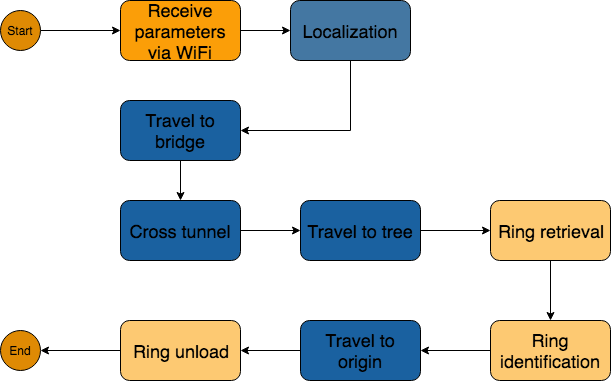 Start
Receive
parameters
via WiFi
Localization
Travel to
bridge
Cross tunnel
Travel to tree
Ring retrieval
Ring
identification
Travel to
origin
Ring unload
End